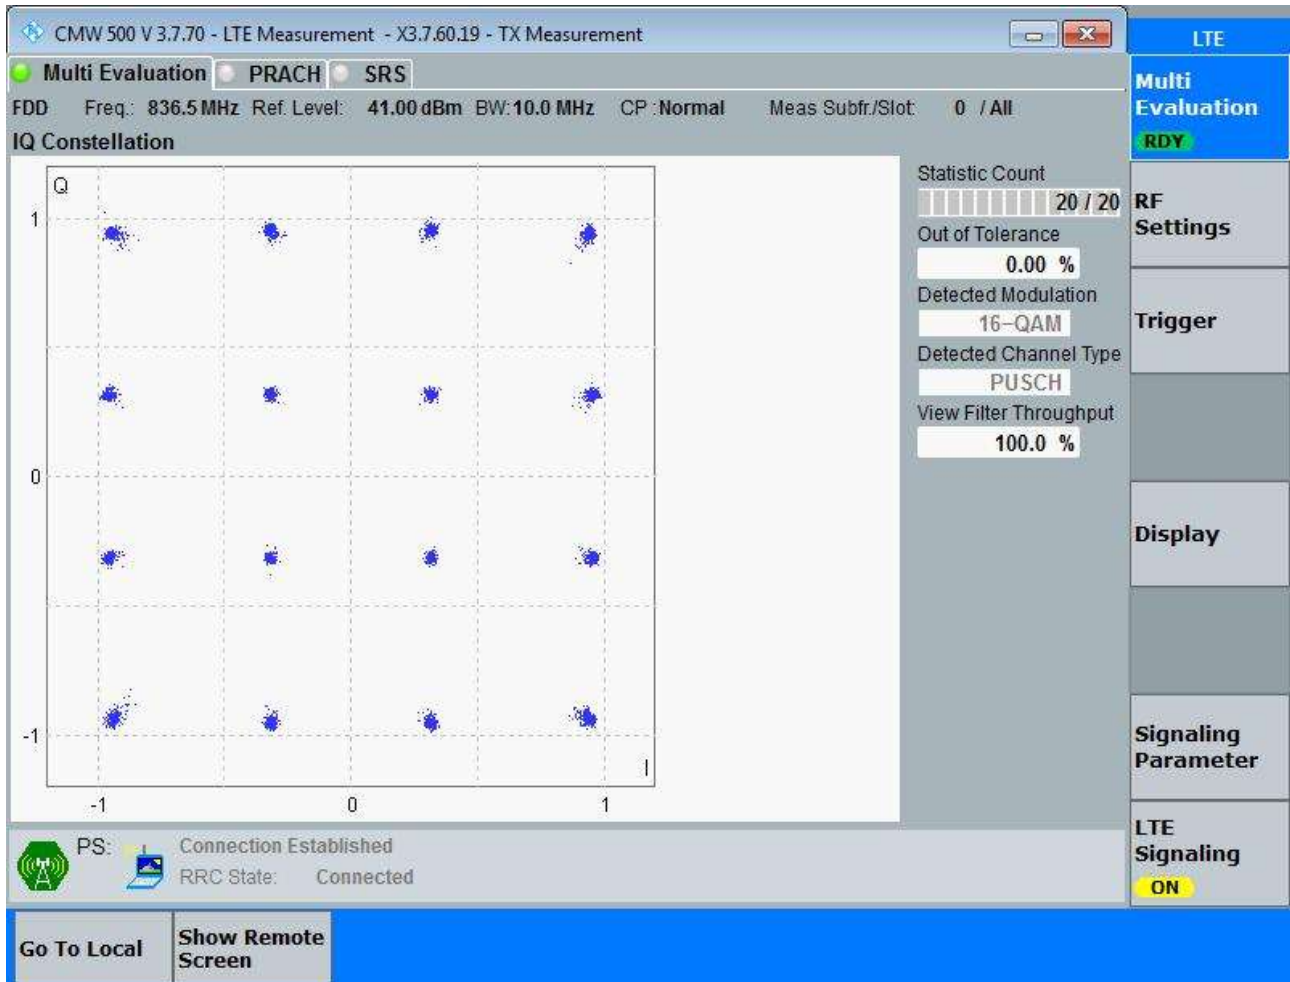 CMW 500 V 3.7.70 - LTE Measurement - X3.7.60.19 - TX Measurement
LTE
Multi Evaluation PRACH SRS
FDD Freq.: 836.5 MHz Ref. Level: 41.00 dBm BW: 10.0 MHz CP : Normal Meas Subfr./Slot: 0 / All
IQ Constellation
Q
1
0
-1
I
-1 0 1
Statistic Count
20 / 20
Out of Tolerance
0.00 %
Detected Modulation
16-QAM
Detected Channel Type
PUSCH
View Filter Throughput
100.0 %
Multi
Evaluation
RDY
RF
Settings
Trigger
Display
Signaling
Parameter
LTE
Signaling
ON
PS: Connection Established
RRC State: Connected
Go To Local
Show Remote
Screen